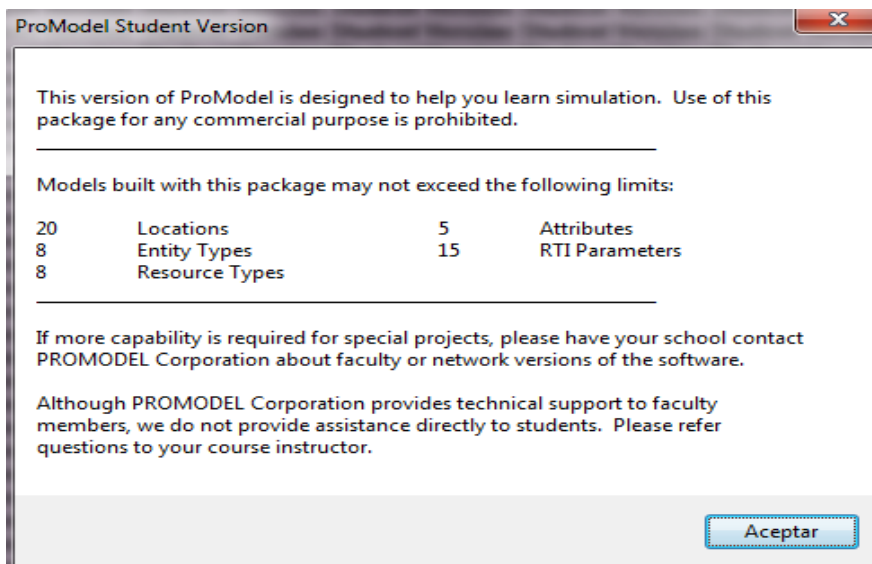 ProModel Student Version
This version of ProModel is designed to help you learn simulation. Use of this
package for any commercial purpose is prohibited.
Models built with this package may not exceed the following limits:
20 Locations 5 Attributes
8 Entity Types 15 RTI Parameters
8 Resource Types
If more capability is required for special projects, please have your school contact
PROMODEL Corporation about faculty or network versions of the software.
Although PROMODEL Corporation provides technical support to faculty
members, we do not provide assistance directly to students. Please refer
questions to your course instructor.
Aceptar